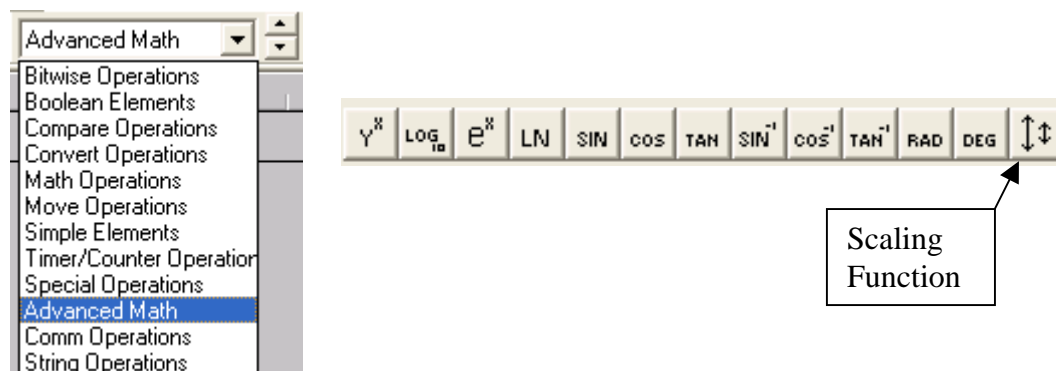 Advanced Math
Bitwise Operations
Boolean Elements
Compare Operations
Convert Operations
Math Operations
Move Operations
Simple Elements
Timer/Counter Operation
Special Operations
Advanced Math
Comm Operations
String Operations
Yˣ LOG₁₀ eˣ LN SIN COS TAN SIN⁻¹ COS⁻¹ TAN⁻¹ RAD DEG
Scaling
Function